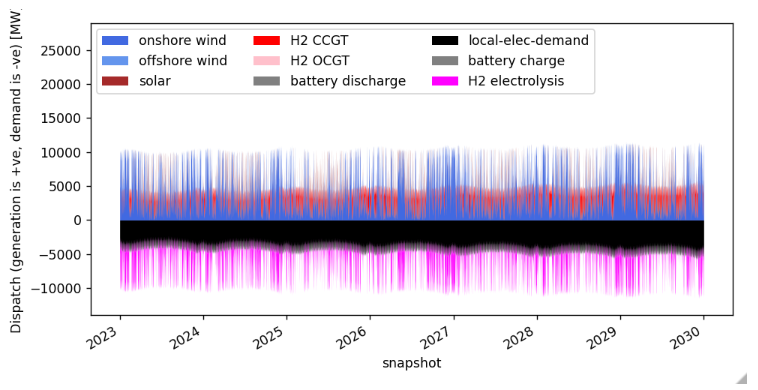 Dispatch (generation is +ve, demand is -ve) [MW
onshore wind H2 CCGT local-elec-demand
offshore wind H2 OCGT battery charge
solar battery discharge H2 electrolysis
25000
20000
15000
10000
5000
0
−5000
−10000
2023 2024 2025 2026 2027 2028 2029 2030
snapshot